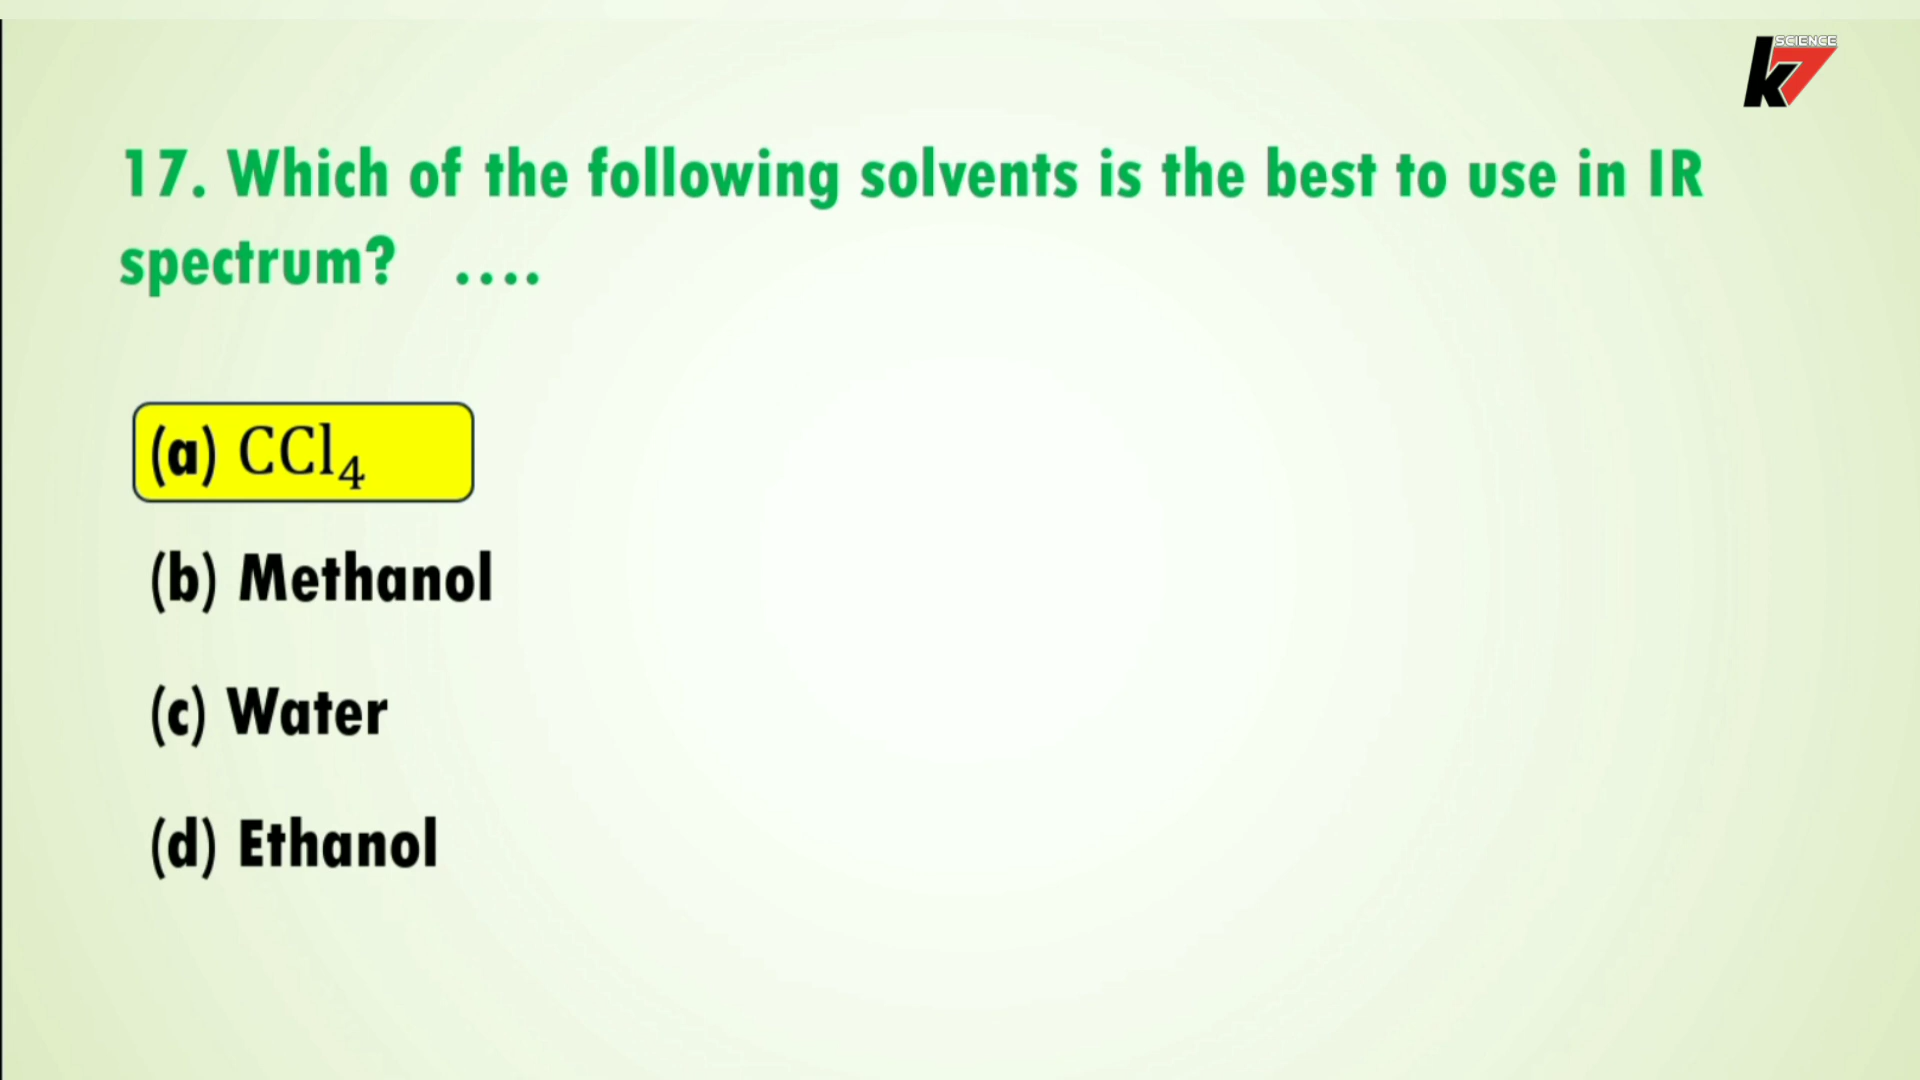 SCIENCE
k7
17. Which of the following solvents is the best to use in IR
spectrum? ....
(a) CCl₄
(b) Methanol
(c) Water
(d) Ethanol